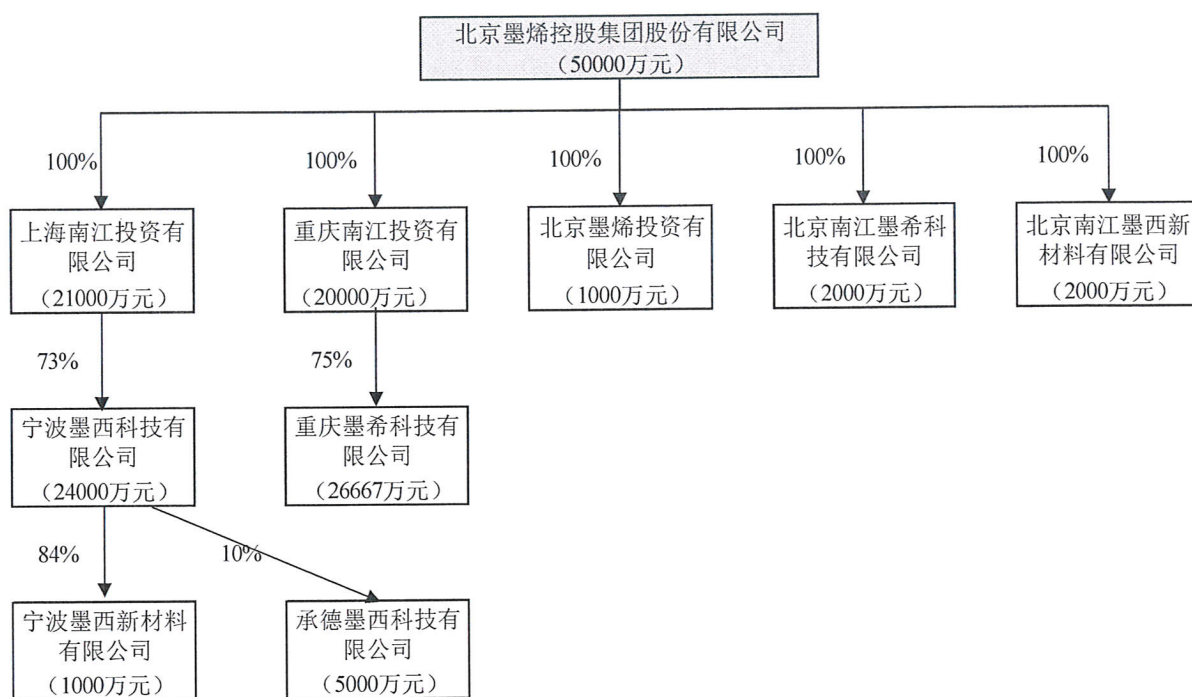 北京墨烯控股集团股份有限公司
（50000万元）
100%
100%
100%
100%
100%
上海南江投资有
限公司
（21000万元）
重庆南江投资有
限公司
（20000万元）
北京墨烯投资有
限公司
（1000万元）
北京南江墨希科
技有限公司
（2000万元）
北京南江墨西新
材料有限公司
（2000万元）
73%
75%
宁波墨西科技有
限公司
（24000万元）
重庆墨希科技有
限公司
（26667万元）
84%
10%
宁波墨西新材料
有限公司
（1000万元）
承德墨西科技有
限公司
（5000万元）